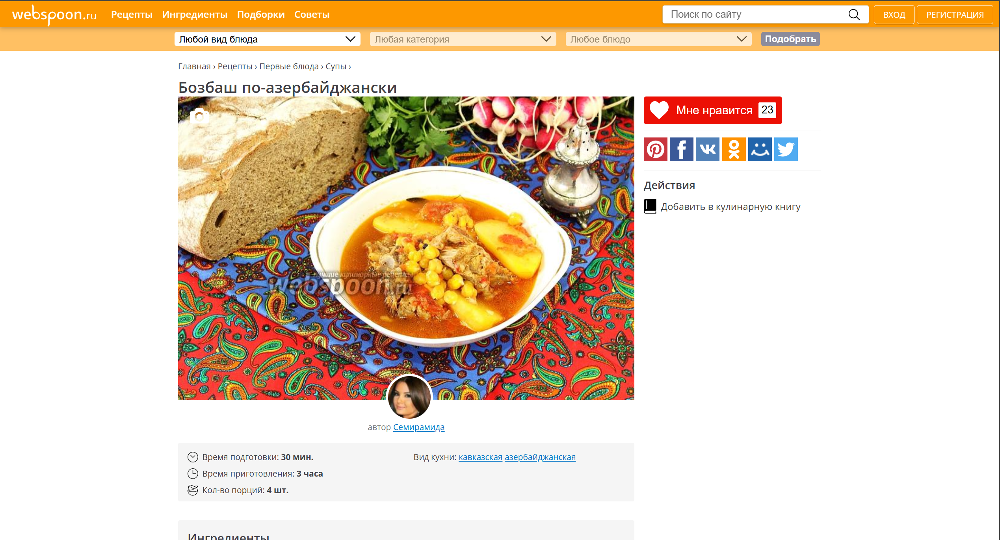 webspoon.ru
Рецепты Ингредиенты Подборки Советы
Поиск по сайту
ВХОД
РЕГИСТРАЦИЯ
Любой вид блюда
Любая категория
Любое блюдо
Подобрать
Главная › Рецепты › Первые блюда › Супы ›
Бозбаш по-азербайджански
Мне нравится 23
Действия
Добавить в кулинарную книгу
лучшие кулинарные рецепты
webspoon.ru
автор Семирамида
Время подготовки: 30 мин.
Вид кухни: кавказская азербайджанская
Время приготовления: 3 часа
Кол-во порций: 4 шт.
Ингредиенты